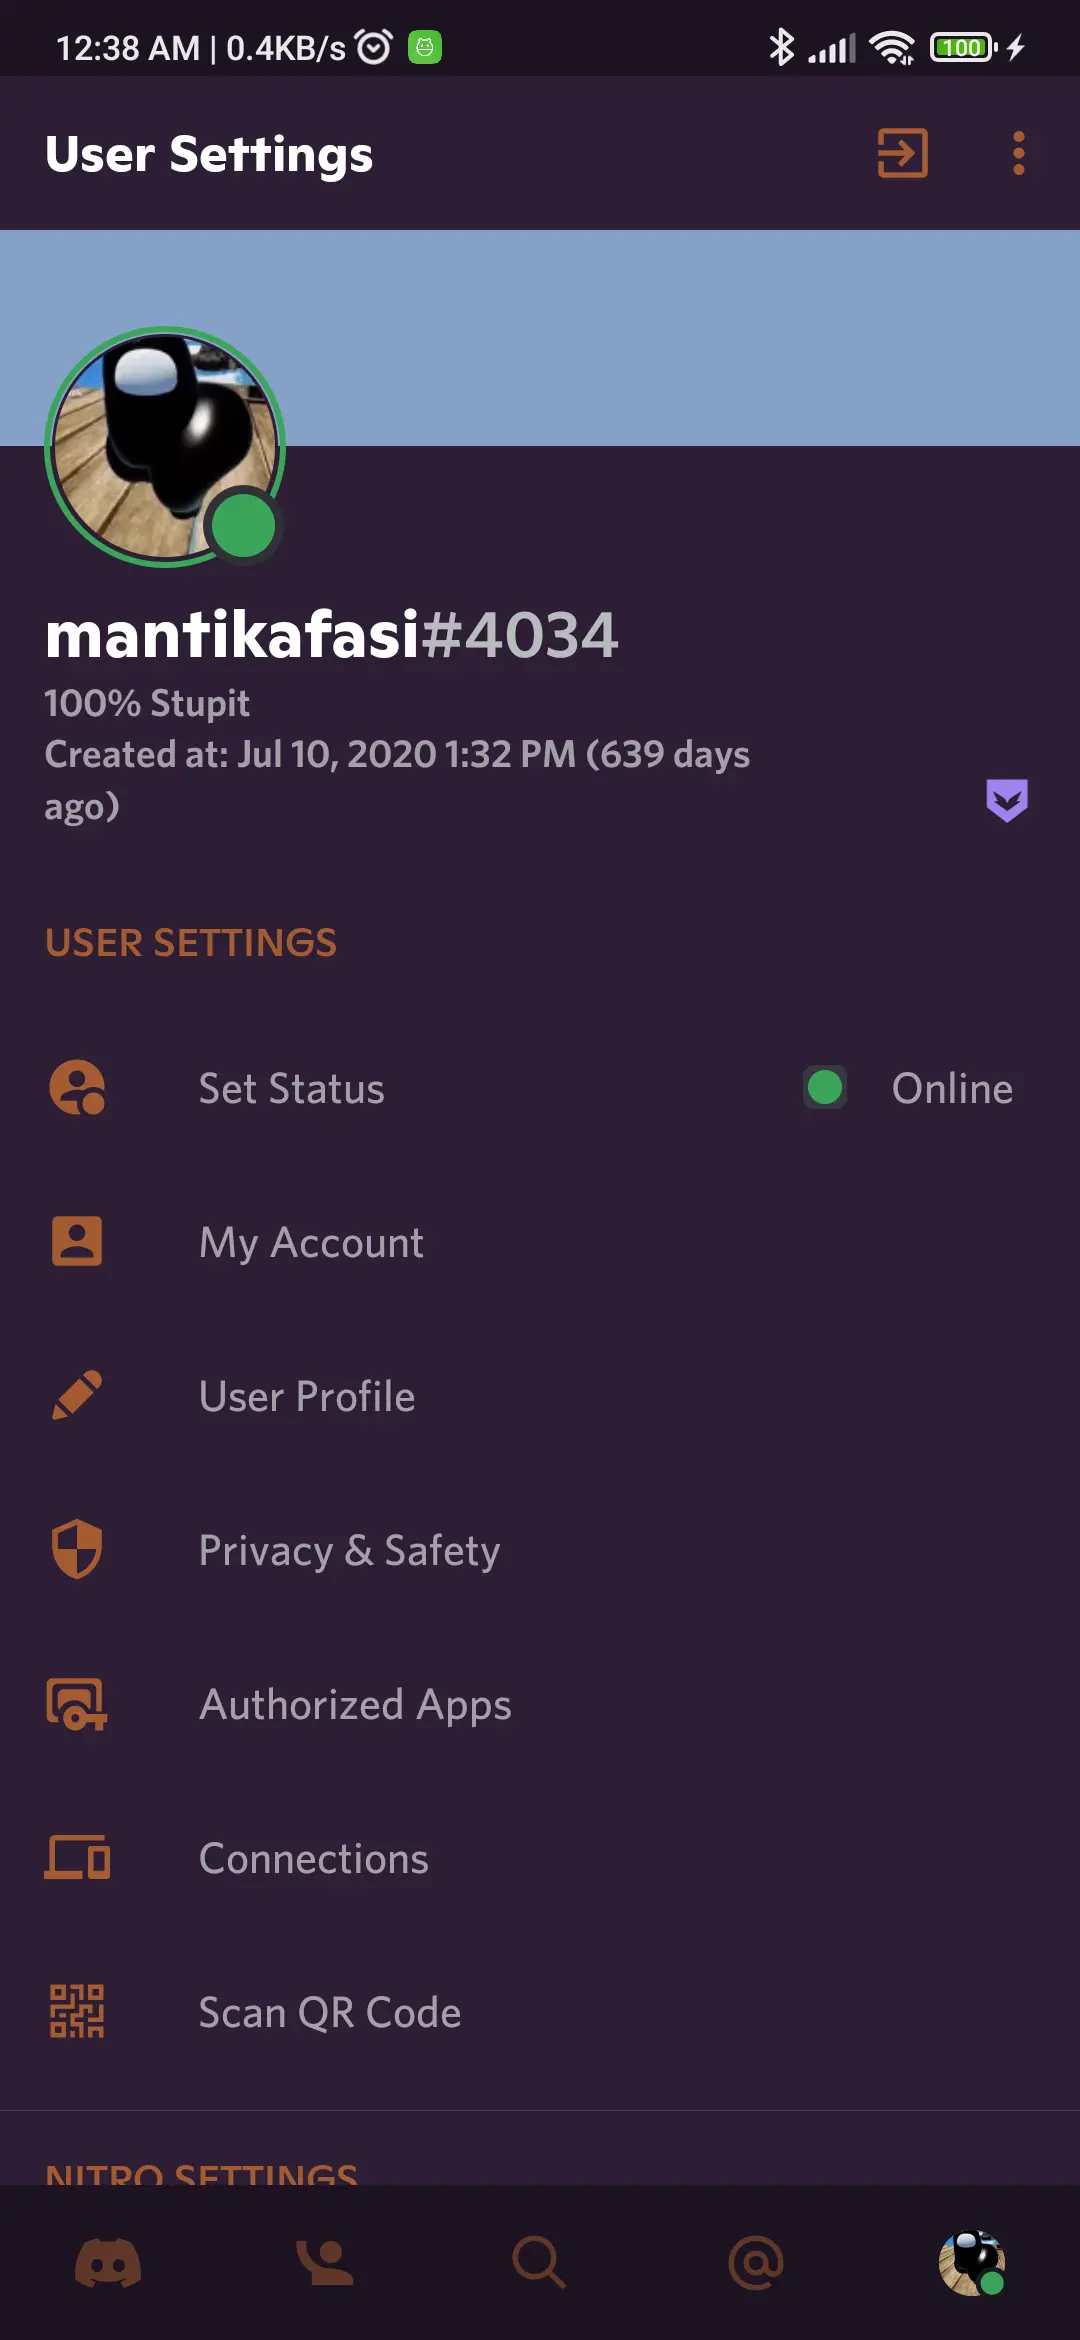 12:38 AM | 0.4KB/s
100
User Settings
mantikafasi#4034
100% Stupit
Created at: Jul 10, 2020 1:32 PM (639 days
ago)
USER SETTINGS
Set Status
Online
My Account
User Profile
Privacy & Safety
Authorized Apps
Connections
Scan QR Code
NITRO SETTINGS